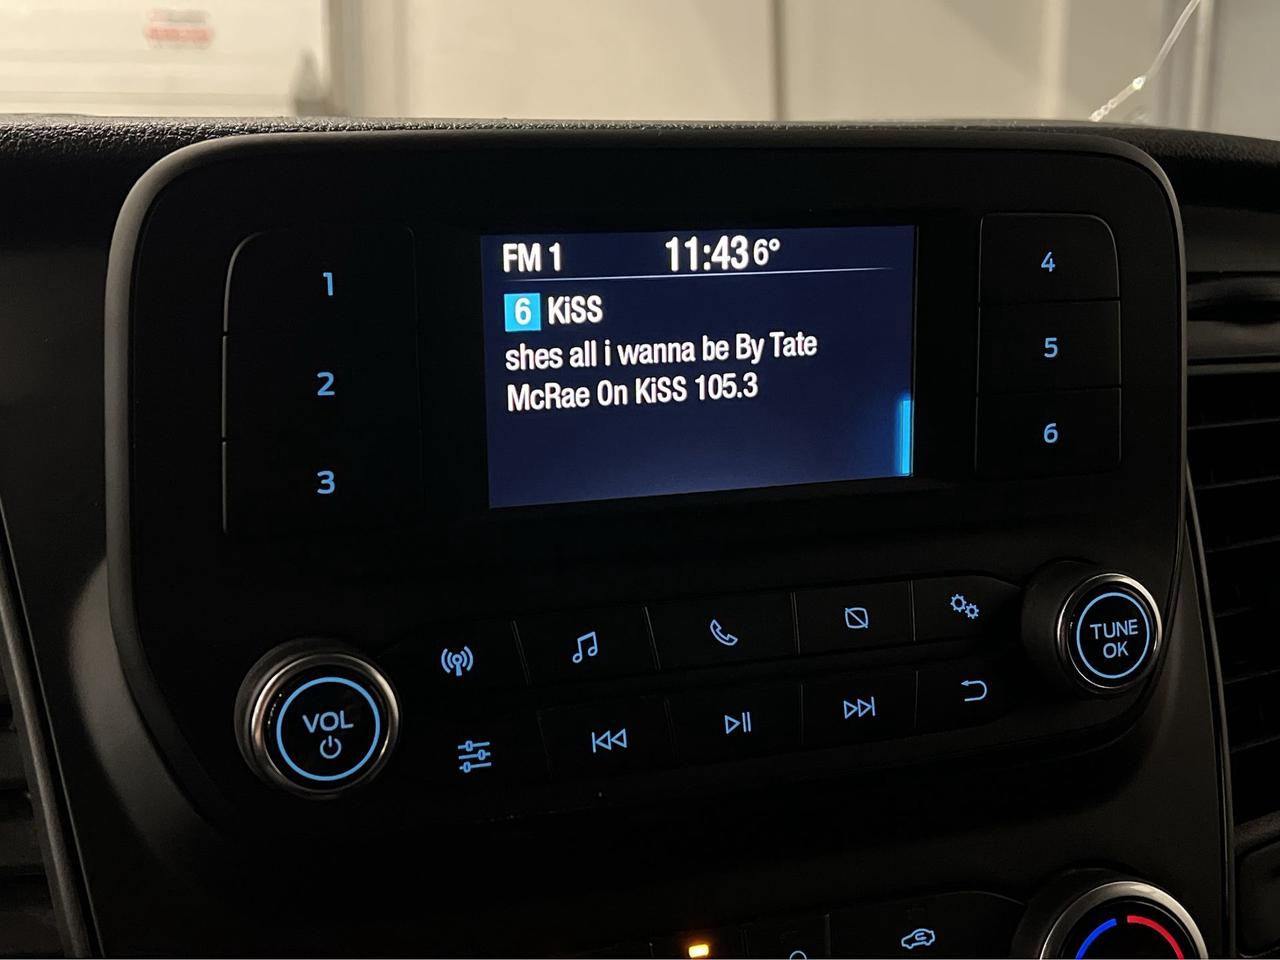 FM 1 11:43 6°
6 KiSS
shes all i wanna be By Tate
McRae On KiSS 105.3
1
2
3
4
5
6
VOL
TUNE
OK